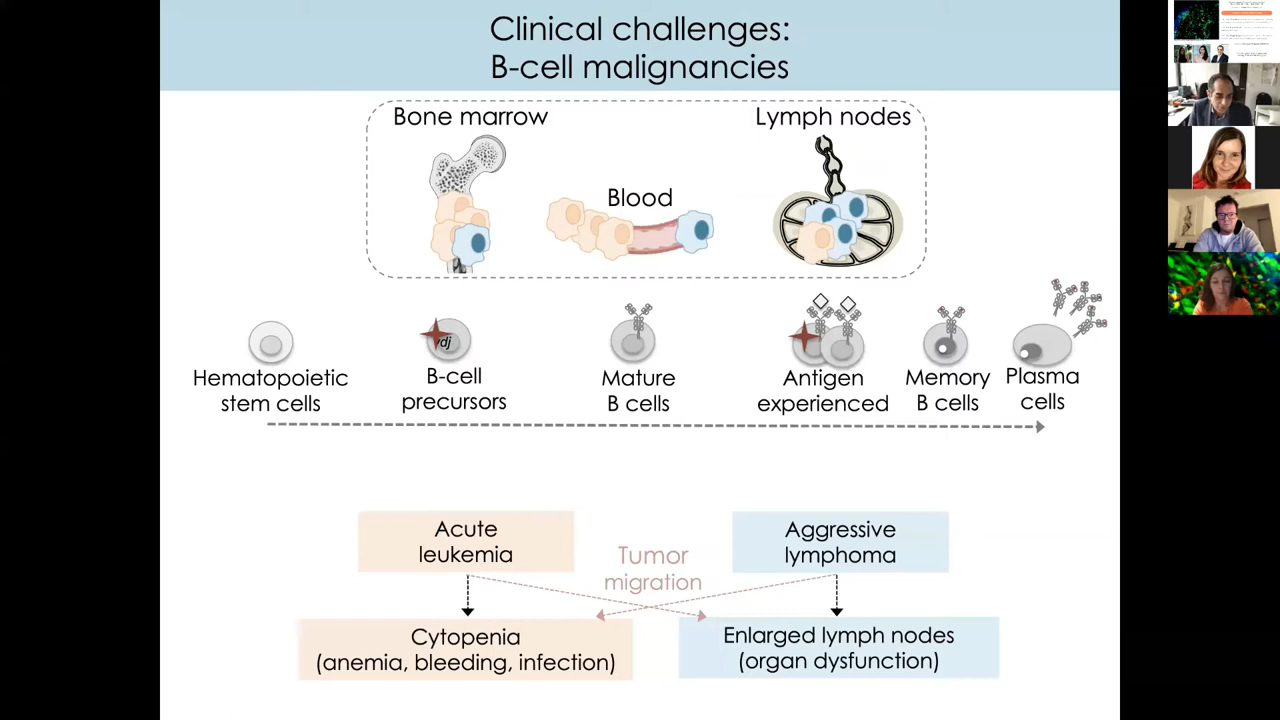 Clinical challenges:
B-cell malignancies
Bone marrow
Blood
Lymph nodes
vdj
Hematopoietic
stem cells
B-cell
precursors
Mature
B cells
Antigen
experienced
Memory
B cells
Plasma
cells
Acute
leukemia
Tumor
migration
Aggressive
lymphoma
Cytopenia
(anemia, bleeding, infection)
Enlarged lymph nodes
(organ dysfunction)